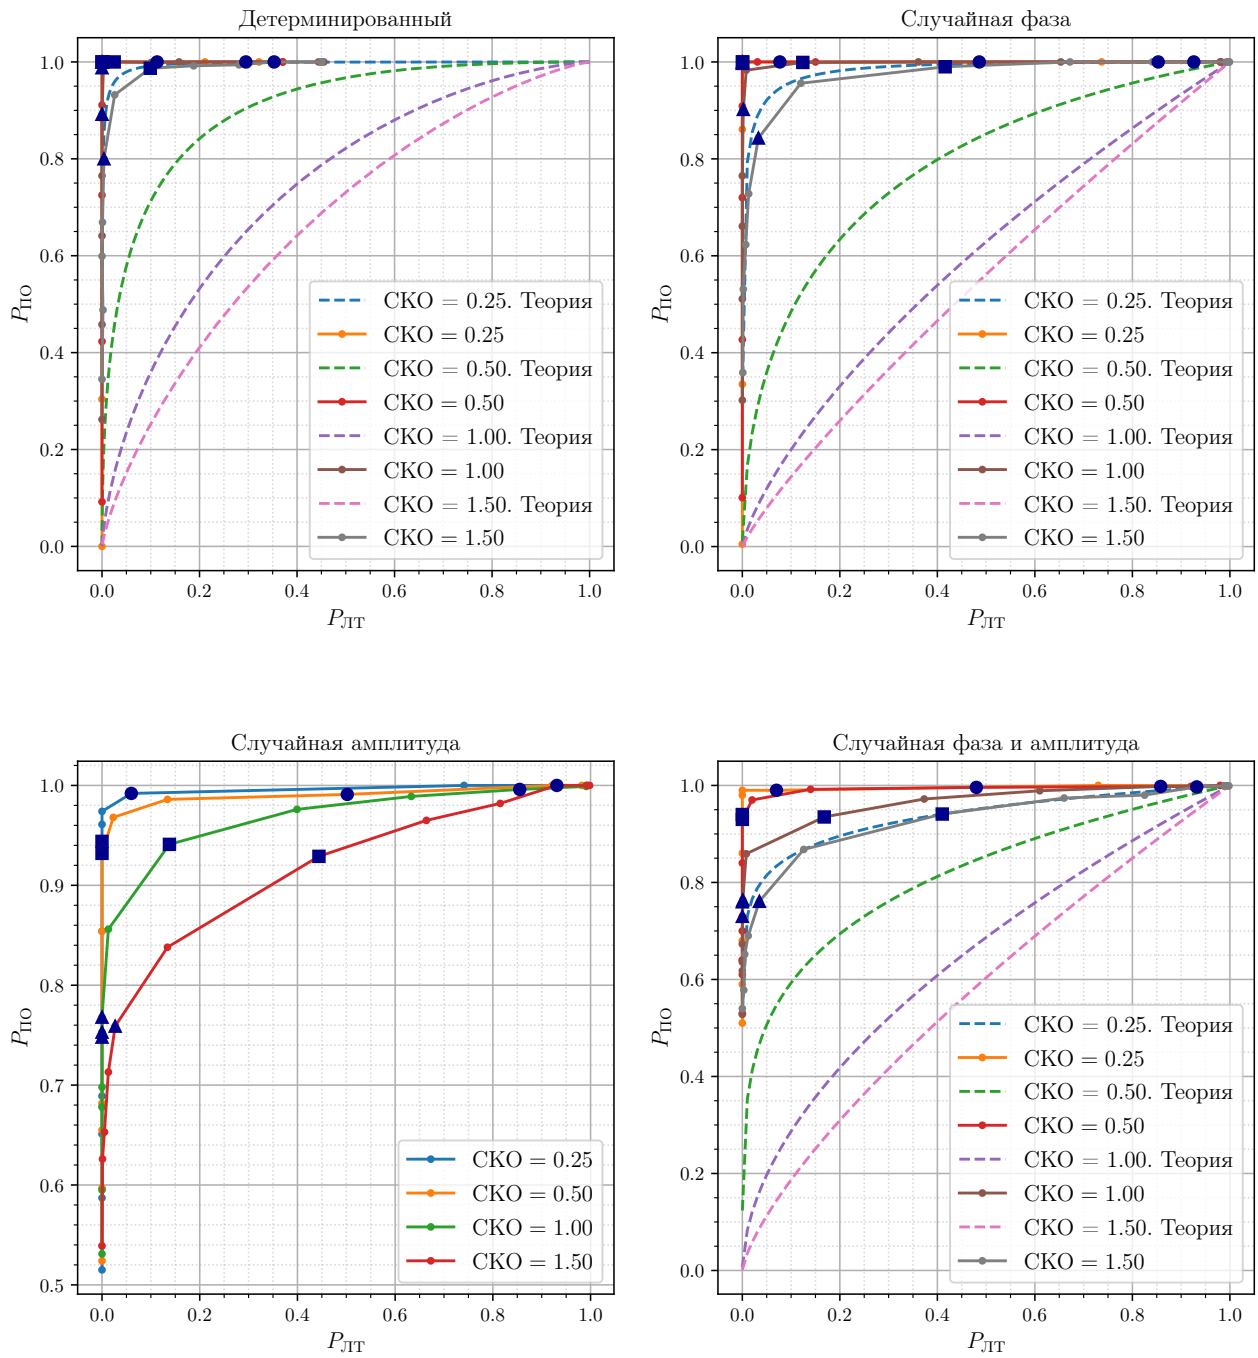 Детерминированный
1.0
0.8
0.6
0.4
0.2
0.0
P_ПО
СКО = 0.25. Теория
СКО = 0.25
СКО = 0.50. Теория
СКО = 0.50
СКО = 1.00. Теория
СКО = 1.00
СКО = 1.50. Теория
СКО = 1.50
0.0 0.2 0.4 0.6 0.8 1.0
P_ЛТ
Случайная фаза
1.0
0.8
0.6
0.4
0.2
0.0
P_ПО
СКО = 0.25. Теория
СКО = 0.25
СКО = 0.50. Теория
СКО = 0.50
СКО = 1.00. Теория
СКО = 1.00
СКО = 1.50. Теория
СКО = 1.50
0.0 0.2 0.4 0.6 0.8 1.0
P_ЛТ
Случайная амплитуда
1.0
0.9
0.8
0.7
0.6
0.5
P_ПО
СКО = 0.25
СКО = 0.50
СКО = 1.00
СКО = 1.50
0.0 0.2 0.4 0.6 0.8 1.0
P_ЛТ
Случайная фаза и амплитуда
1.0
0.8
0.6
0.4
0.2
0.0
P_ПО
СКО = 0.25. Теория
СКО = 0.25
СКО = 0.50. Теория
СКО = 0.50
СКО = 1.00. Теория
СКО = 1.00
СКО = 1.50. Теория
СКО = 1.50
0.0 0.2 0.4 0.6 0.8 1.0
P_ЛТ